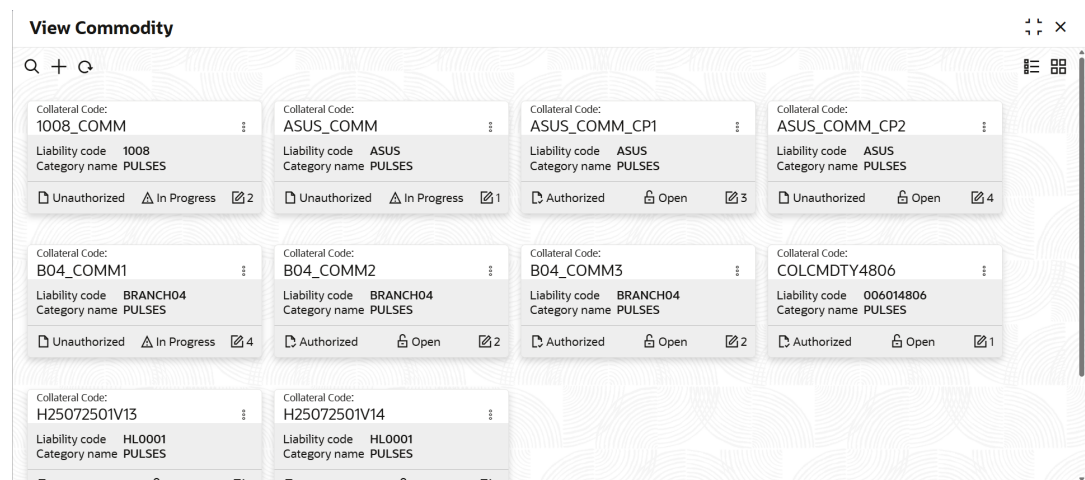 View Commodity
Collateral Code:
1008_COMM
Liability code 1008
Category name PULSES
Unauthorized In Progress 2
Collateral Code:
ASUS_COMM
Liability code ASUS
Category name PULSES
Unauthorized In Progress 1
Collateral Code:
ASUS_COMM_CP1
Liability code ASUS
Category name PULSES
Authorized Open 3
Collateral Code:
ASUS_COMM_CP2
Liability code ASUS
Category name PULSES
Unauthorized Open 4
Collateral Code:
B04_COMM1
Liability code BRANCH04
Category name PULSES
Unauthorized In Progress 4
Collateral Code:
B04_COMM2
Liability code BRANCH04
Category name PULSES
Authorized Open 2
Collateral Code:
B04_COMM3
Liability code BRANCH04
Category name PULSES
Authorized Open 2
Collateral Code:
COLCMDTY4806
Liability code 006014806
Category name PULSES
Authorized Open 1
Collateral Code:
H25072501V13
Liability code HL0001
Category name PULSES
Collateral Code:
H25072501V14
Liability code HL0001
Category name PULSES